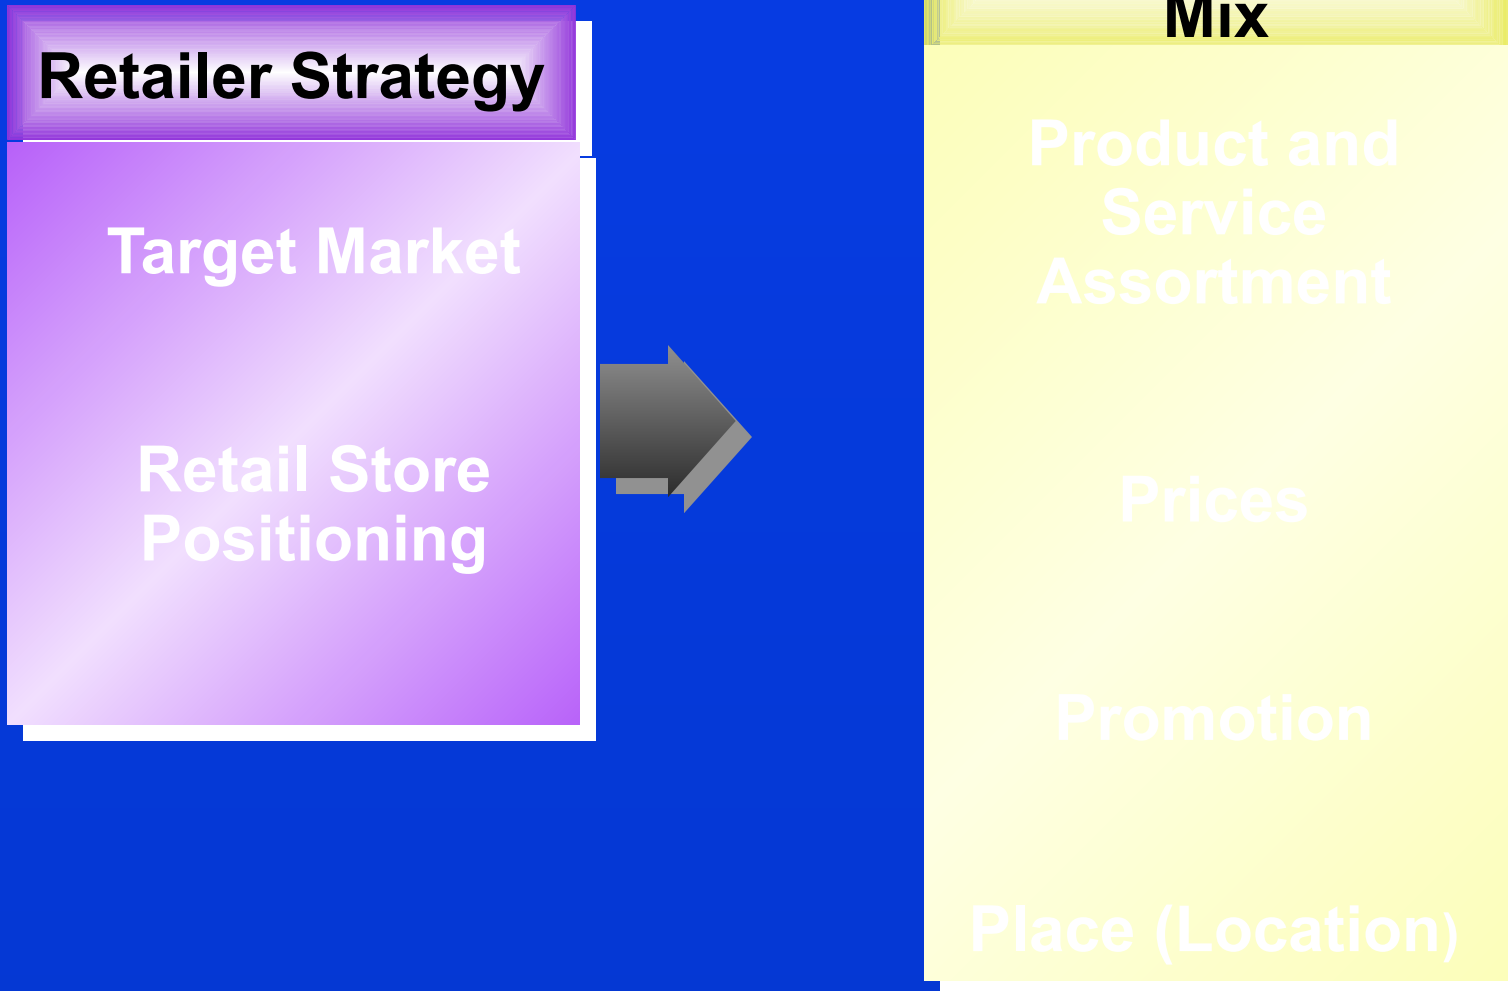 Retailer Strategy
Target Market
Retail Store
Positioning
Mix
Product and
Service
Assortment
Prices
Promotion
Place (Location)